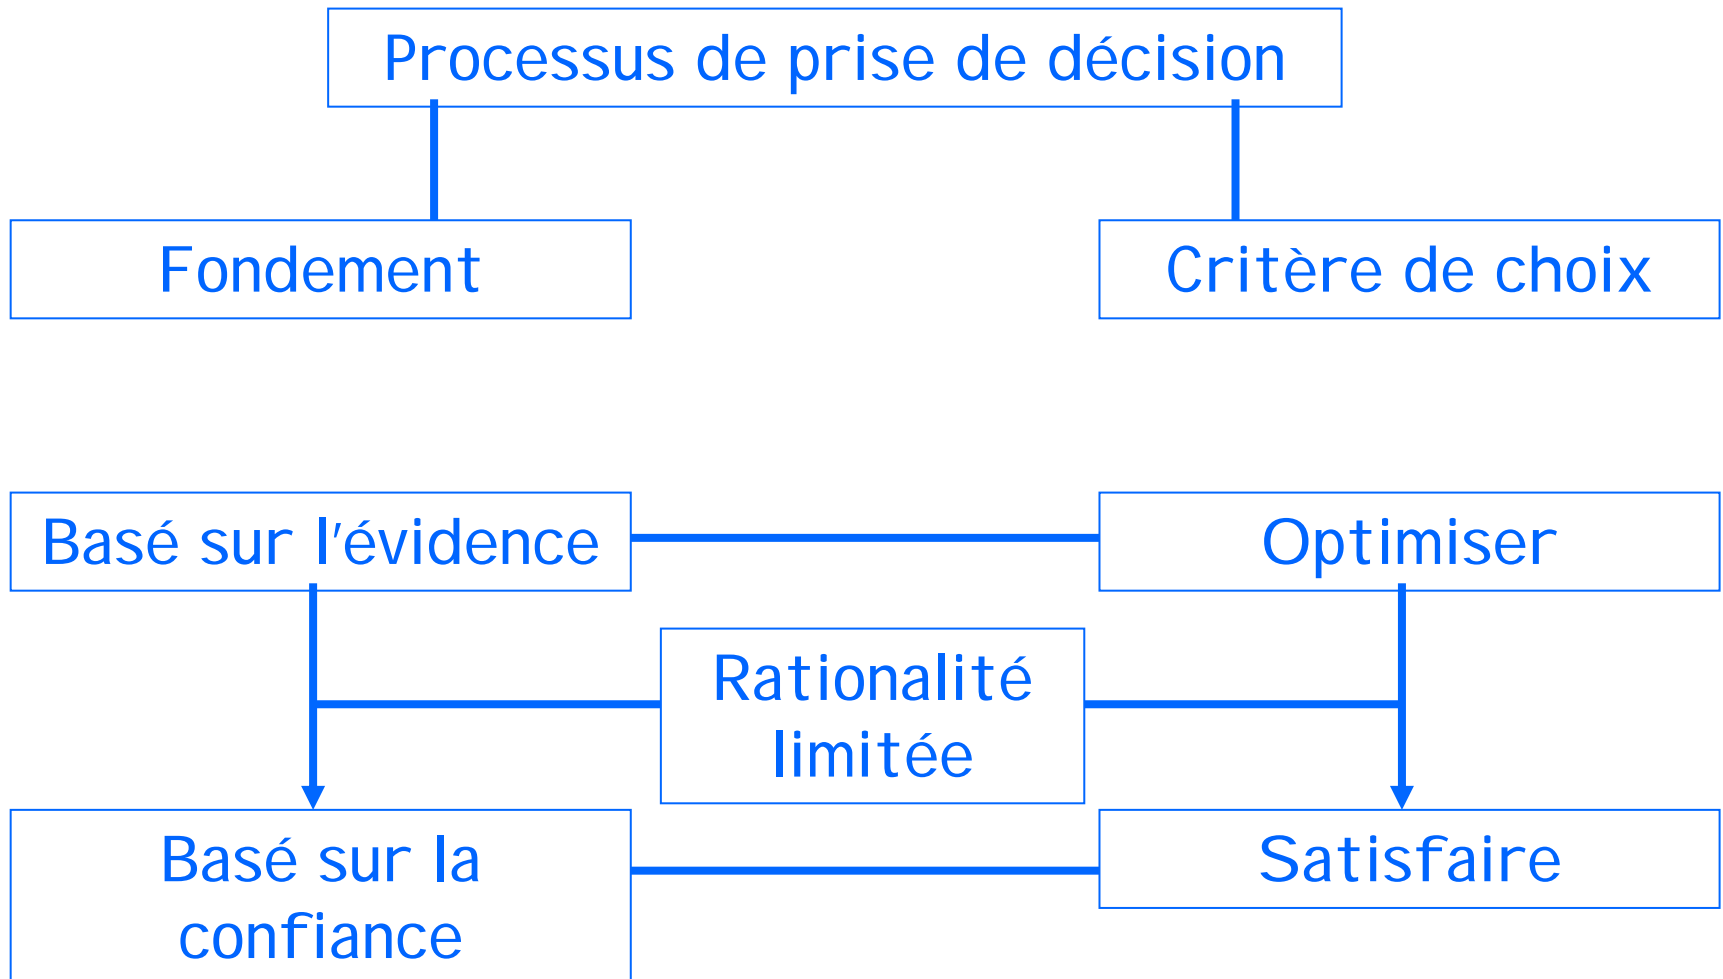 Processus de prise de décision
Fondement
Critère de choix
Basé sur l'évidence
Optimiser
Rationalité
limitée
Basé sur la
confiance
Satisfaire